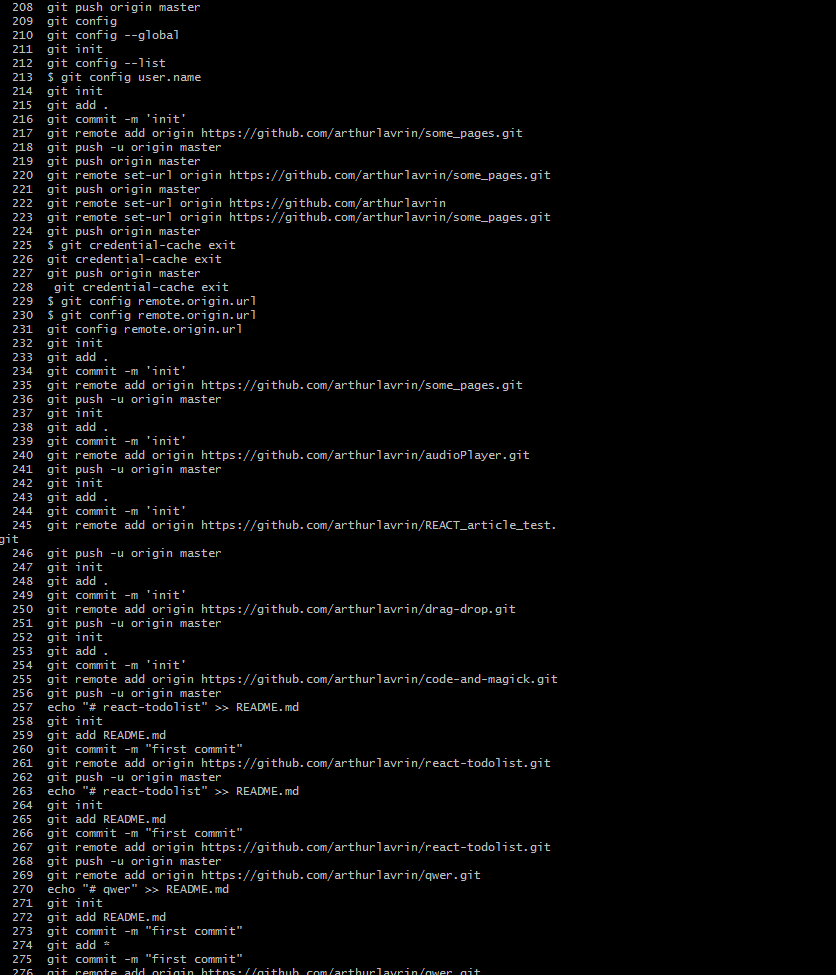 208 git push origin master
209 git config
210 git config --global
211 git init
212 git config --list
213 $ git config user.name
214 git init
215 git add .
216 git commit -m 'init'
217 git remote add origin https://github.com/arthurlavrin/some_pages.git
218 git push -u origin master
219 git push origin master
220 git remote set-url origin https://github.com/arthurlavrin/some_pages.git
221 git push origin master
222 git remote set-url origin https://github.com/arthurlavrin
223 git remote set-url origin https://github.com/arthurlavrin/some_pages.git
224 git push origin master
225 $ git credential-cache exit
226 git credential-cache exit
227 git push origin master
228 git credential-cache exit
229 $ git config remote.origin.url
230 $ git config remote.origin.url
231 git config remote.origin.url
232 git init
233 git add .
234 git commit -m 'init'
235 git remote add origin https://github.com/arthurlavrin/some_pages.git
236 git push -u origin master
237 git init
238 git add .
239 git commit -m 'init'
240 git remote add origin https://github.com/arthurlavrin/audioPlayer.git
241 git push -u origin master
242 git init
243 git add .
244 git commit -m 'init'
245 git remote add origin https://github.com/arthurlavrin/REACT_article_test.
git
246 git push -u origin master
247 git init
248 git add .
249 git commit -m 'init'
250 git remote add origin https://github.com/arthurlavrin/drag-drop.git
251 git push -u origin master
252 git init
253 git add .
254 git commit -m 'init'
255 git remote add origin https://github.com/arthurlavrin/code-and-magick.git
256 git push -u origin master
257 echo "# react-todolist" >> README.md
258 git init
259 git add README.md
260 git commit -m "first commit"
261 git remote add origin https://github.com/arthurlavrin/react-todolist.git
262 git push -u origin master
263 echo "# react-todolist" >> README.md
264 git init
265 git add README.md
266 git commit -m "first commit"
267 git remote add origin https://github.com/arthurlavrin/react-todolist.git
268 git push -u origin master
269 git remote add origin https://github.com/arthurlavrin/qwer.git
270 echo "# qwer" >> README.md
271 git init
272 git add README.md
273 git commit -m "first commit"
274 git add *
275 git commit -m "first commit"
276 git remote add origin https://github.com/arthurlavrin/qwer.git